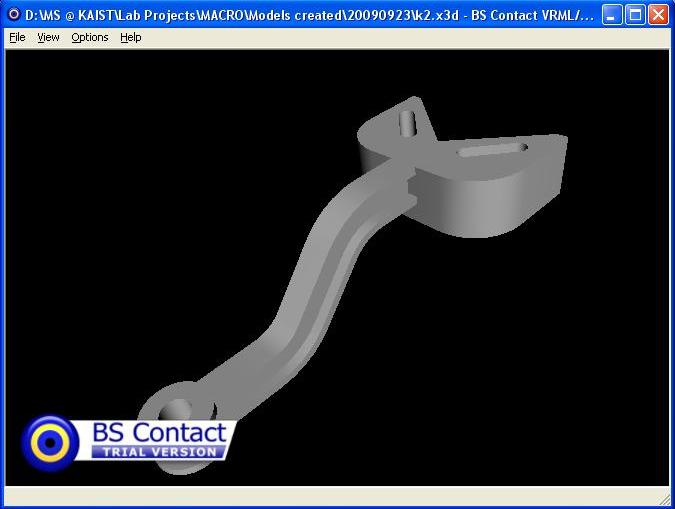 D:\MS @ KAIST\Lab Projects\MACRO\Models created\20090923\k2.x3d - BS Contact VRML/...
File View Options Help
BS Contact
TRIAL VERSION